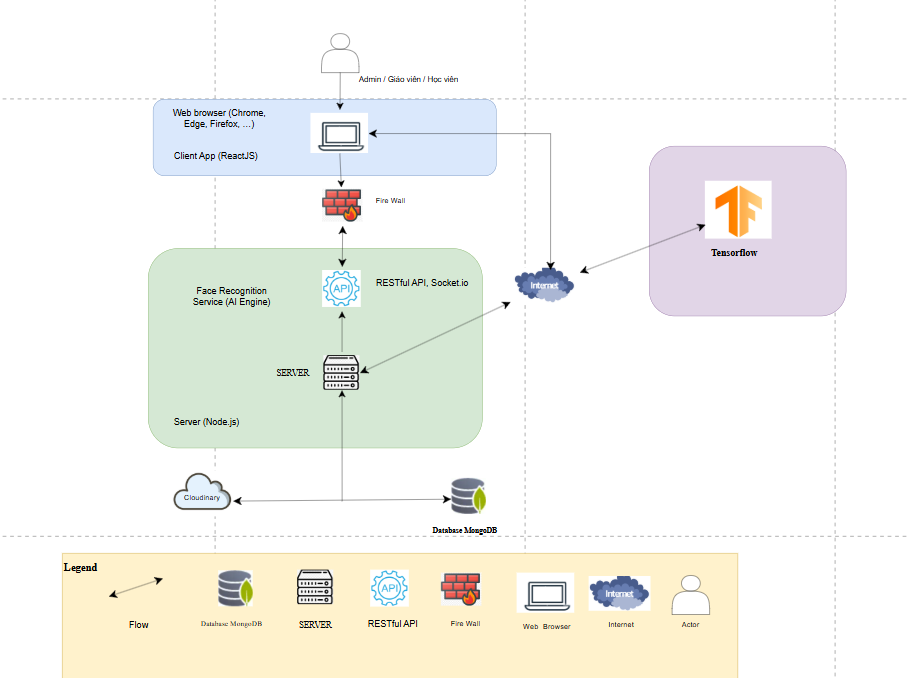 Admin / Giáo viên / Học viên
Web browser (Chrome,
Edge, Firefox, ...)
Client App (ReactJS)
Fire Wall
Tensorflow
Face Recognition
Service (AI Engine)
API
RESTful API, Socket.io
Internet
SERVER
Server (Node.js)
Cloudinary
Database MongoDB
Legend
API
Internet
Flow
Database MongoDB
SERVER
RESTful API
Fire Wall
Web Browser
Internet
Actor